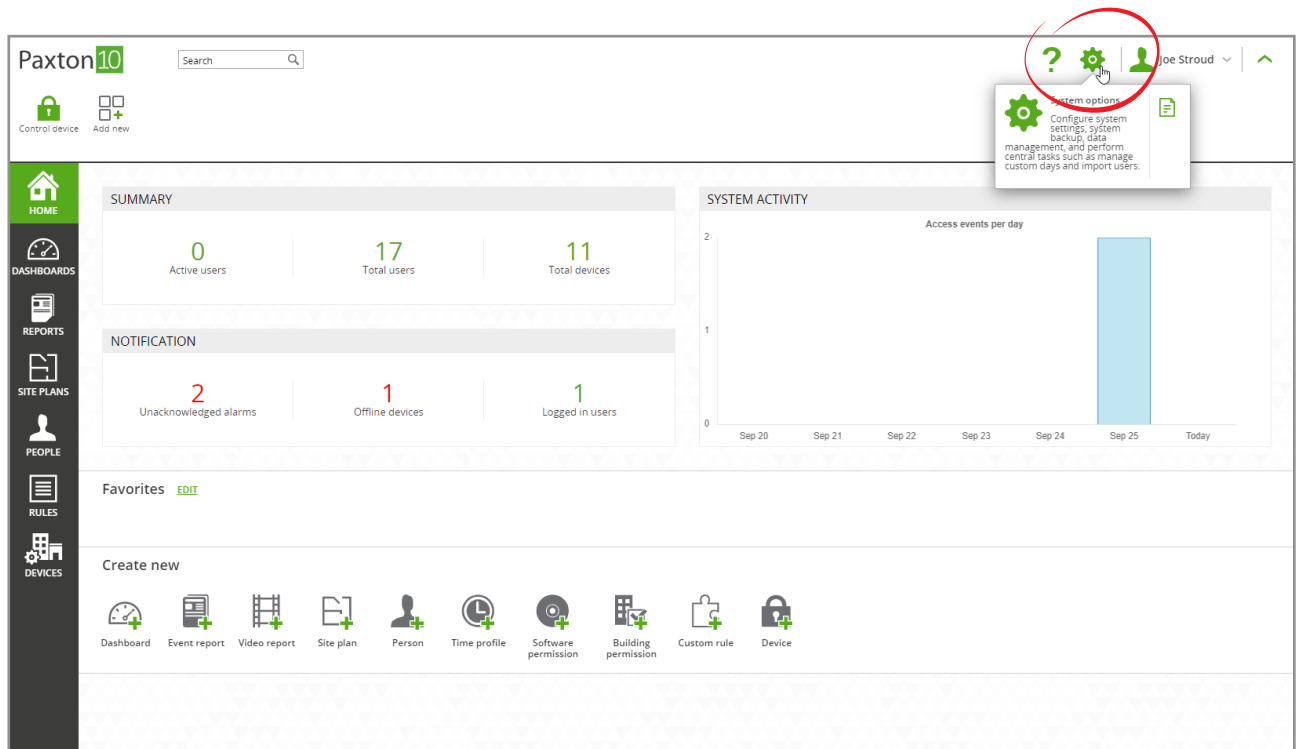 Paxton 10
Search
?
Joe Stroud
Control device
Add new
System options
Configure system
settings, system
backup, data
management, and perform
central tasks such as manage
custom days and import users.
HOME
DASHBOARDS
REPORTS
SITE PLANS
PEOPLE
RULES
DEVICES
SUMMARY
0
Active users
17
Total users
11
Total devices
NOTIFICATION
2
Unacknowledged alarms
1
Offline devices
1
Logged in users
SYSTEM ACTIVITY
Access events per day
2
1
0
Sep 20
Sep 21
Sep 22
Sep 23
Sep 24
Sep 25
Today
Favorites EDIT
Create new
Dashboard
Event report
Video report
Site plan
Person
Time profile
Software
permission
Building
permission
Custom rule
Device